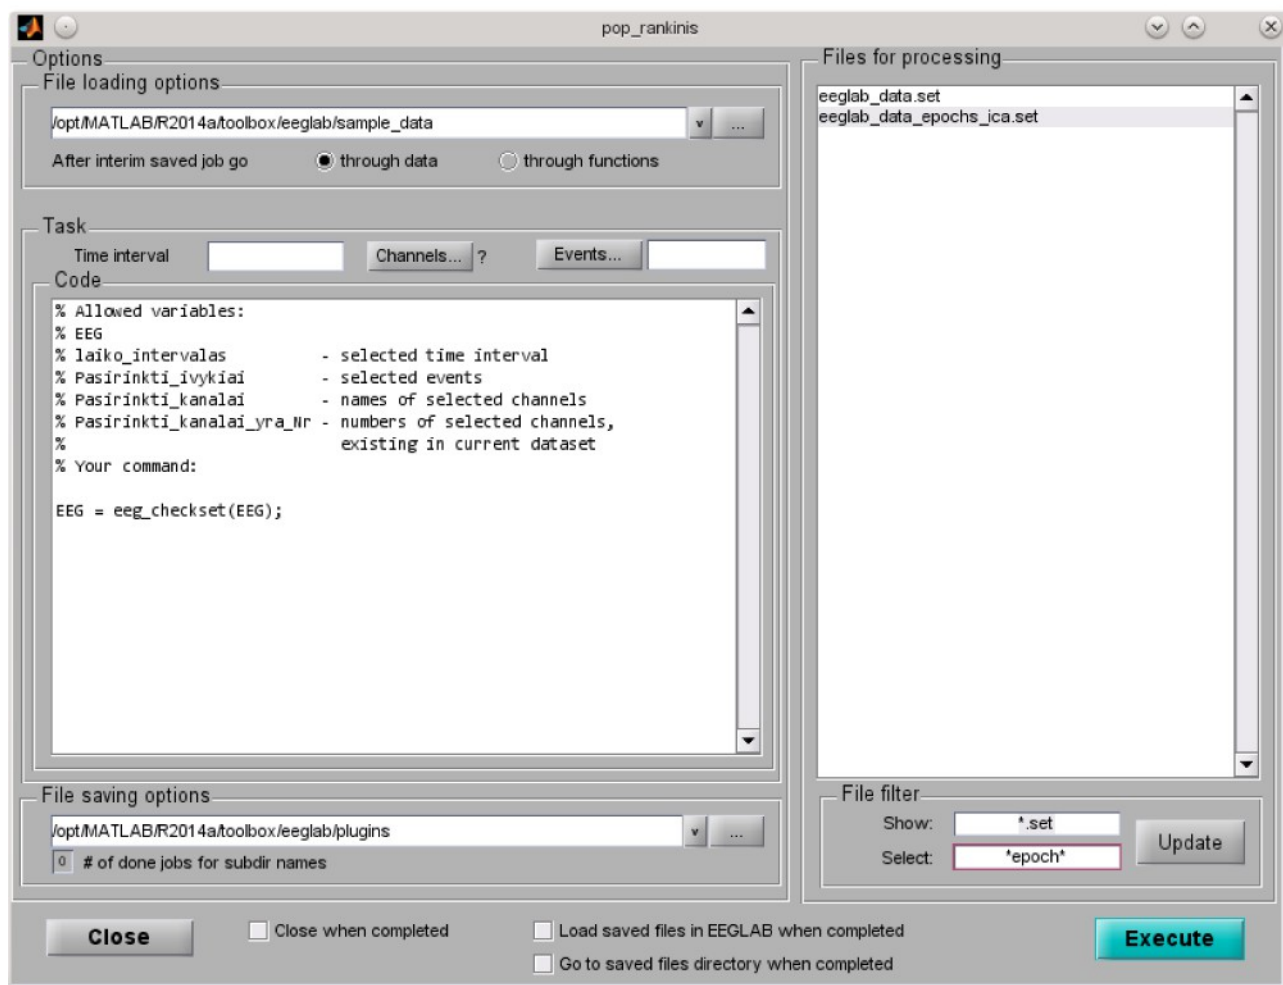 pop_rankinis
Options
File loading options
/opt/MATLAB/R2014a/toolbox/eeglab/sample_data
v
...
After interim saved job go
through data
through functions
Task
Time interval
Channels...
?
Events...
Code
% Allowed variables:
% EEG
% laiko_intervalas - selected time interval
% Pasirinkti_ivykiai - selected events
% Pasirinkti_kanalai - names of selected channels
% Pasirinkti_kanalai_yra_Nr - numbers of selected channels,
% existing in current dataset
% Your command:
EEG = eeg_checkset(EEG);
File saving options
/opt/MATLAB/R2014a/toolbox/eeglab/plugins
v
...
0 # of done jobs for subdir names
Files for processing
eeglab_data.set
eeglab_data_epochs_ica.set
File filter
Show: *.set
Select: *epoch*
Update
Close
Close when completed
Load saved files in EEGLAB when completed
Go to saved files directory when completed
Execute